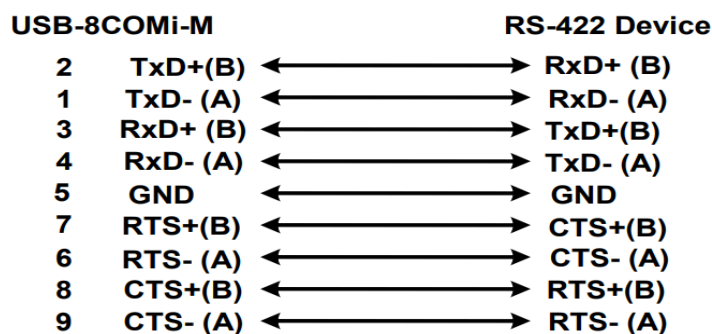 USB-8COMi-M RS-422 Device
2 TxD+(B) RxD+ (B)
1 TxD- (A) RxD- (A)
3 RxD+ (B) TxD+(B)
4 RxD- (A) TxD- (A)
5 GND GND
7 RTS+(B) CTS+(B)
6 RTS- (A) CTS- (A)
8 CTS+(B) RTS+(B)
9 CTS- (A) RTS- (A)